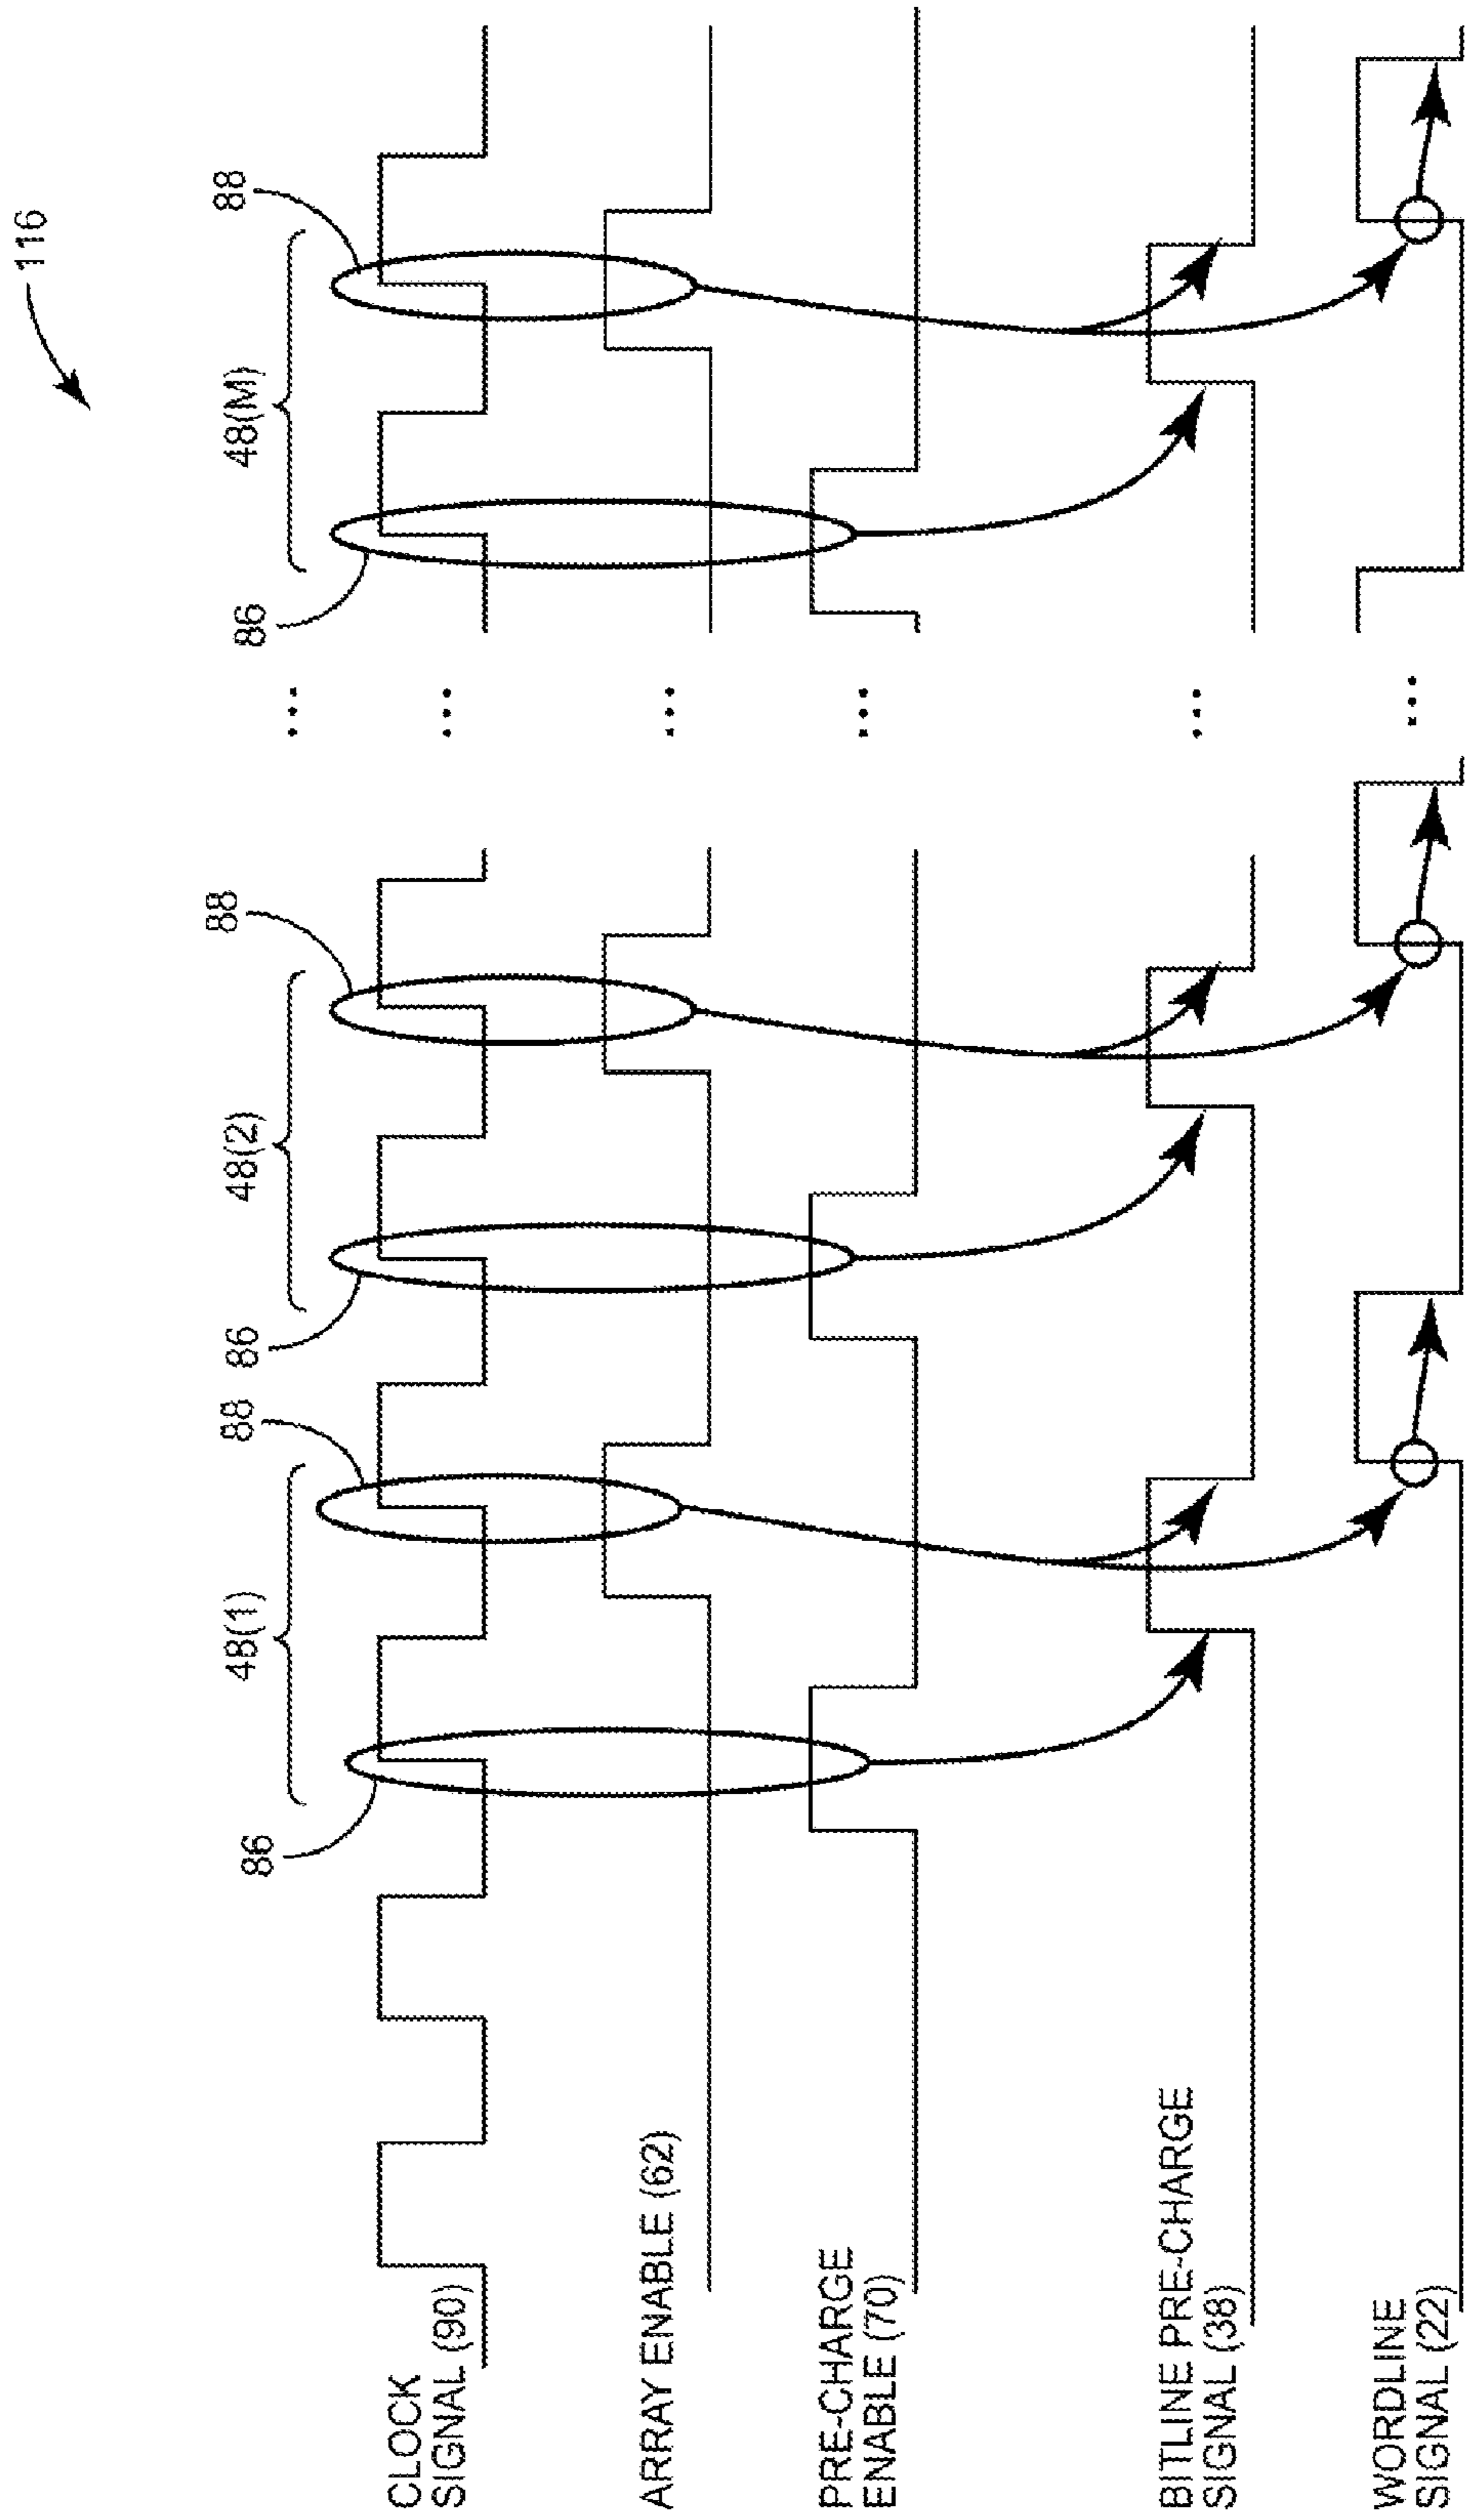 116
48(1)
48(2)
48(M)
86
88
86
88
86
88
...
CLOCK
SIGNAL (90)
...
ARRAY ENABLE (62)
...
PRE-CHARGE
ENABLE (70)
...
BITLINE PRE-CHARGE
SIGNAL (38)
...
WORDLINE
SIGNAL (22)
...